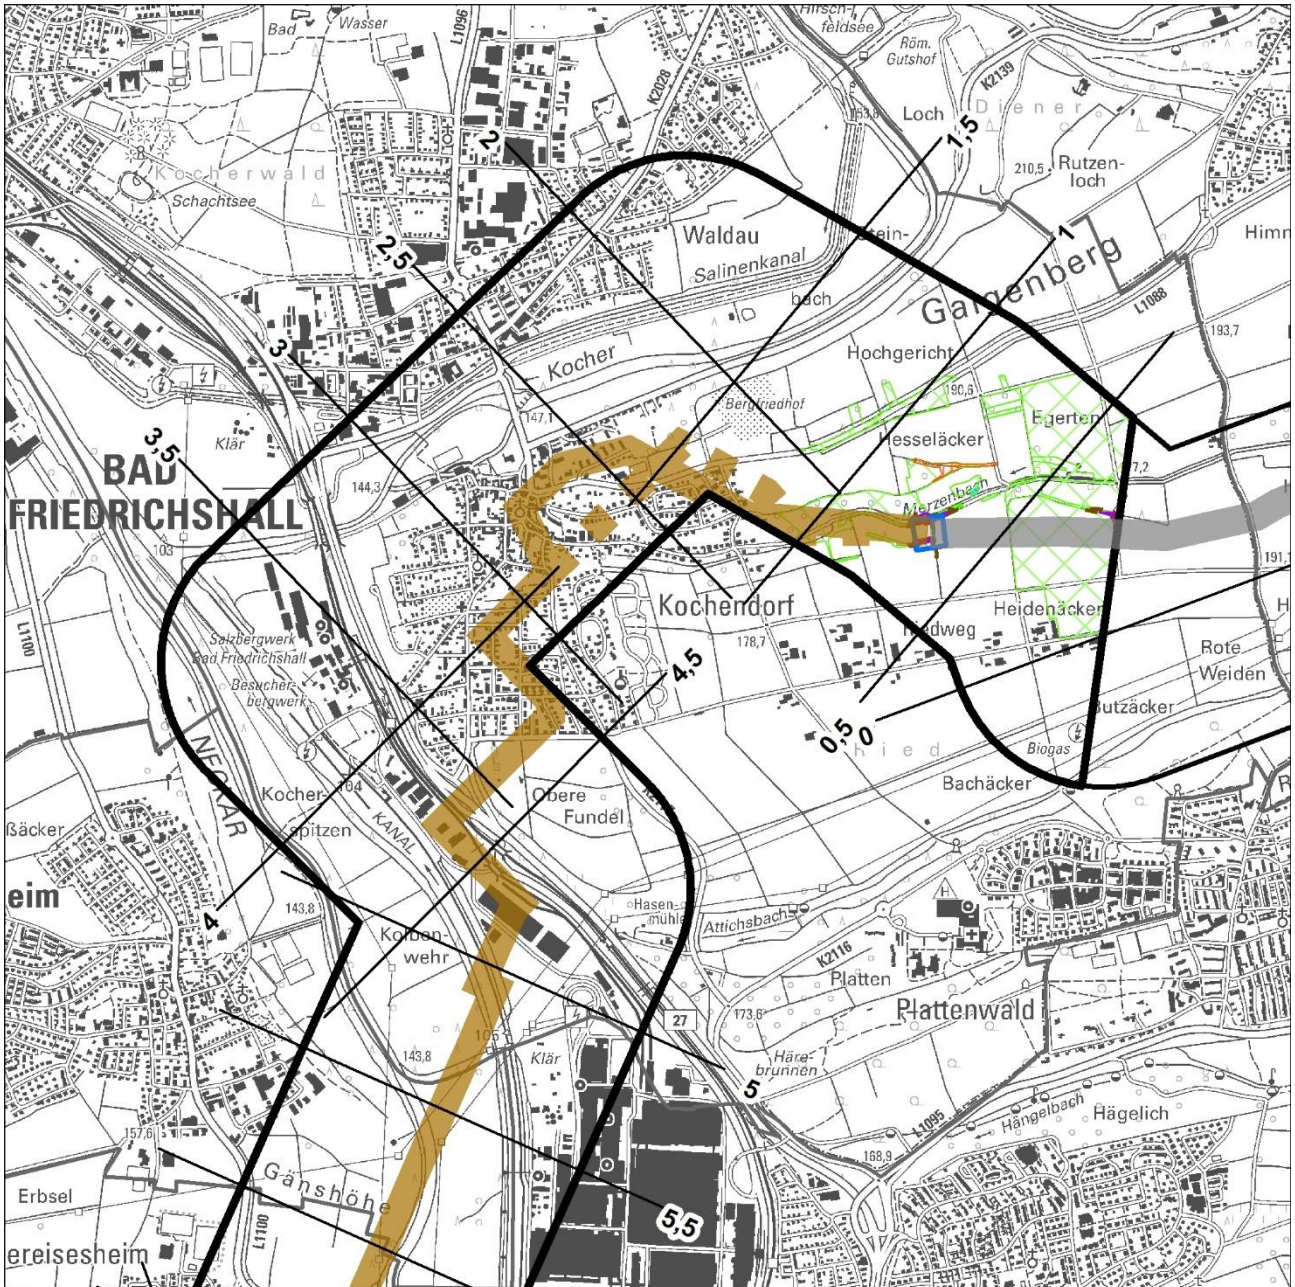 Bad Wasser
L1096
Hirsch-
feldsee
Röm.
Gutshof
K2139
K2028
Loch
Diener
2
1,5
Kocherwald
Schachtsee
210,5
Rutzen-
loch
Waldau
Stein-
bach
1
Himm
2,5
Salinenkanal
Galgenberg
L1088
193,7
3
Kocher
Hochgericht
190,6
147,1
Bergfriedhof
Egerten
Klär
Hesseläcker
3,5
BAD
FRIEDRICHSHALL
144,3
7,2
Merzenbach
103
191,1
L1100
Kochendorf
Heidenäcker
178,7
Riedweg
Salzbergwerk
Bad Friedrichshall
Besucher-
bergwerk
4,5
Rote
Weiden
Butzäcker
NECKAR
0,5
0
Ried
Biogas
Bachäcker
Kocher-
spitzen
104
KANAL
Obere
Fundel
ßäcker
eim
H
4
143,8
Hasen-
mühle
Attichsbach
Kolben-
wehr
K2116
Platten
Plattenwald
27
173,6
105
Klär
143,8
Häre-
brunnen
5
Hängelbach
Hägelich
L1095
157,6
168,9
Gänshöhe
Erbsel
5,5
L1100
ereisesheim